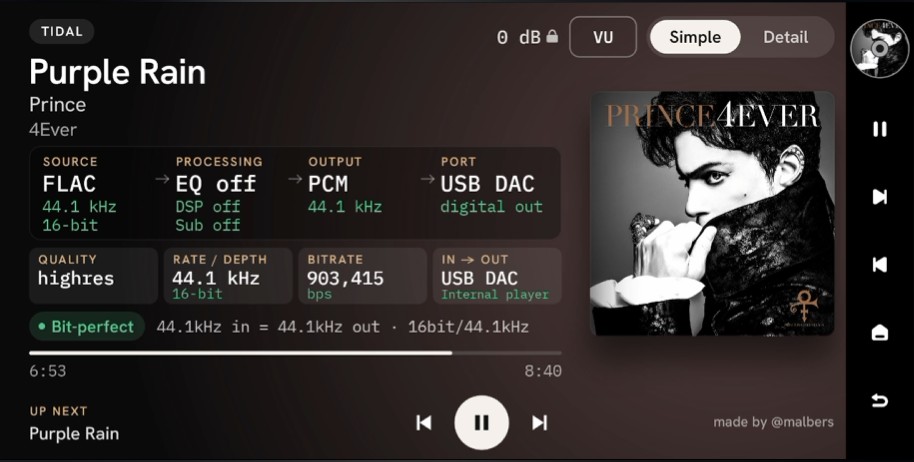 TIDAL
0 dB
VU
Simple
Detail
Purple Rain
Prince
4Ever
SOURCE
FLAC
44.1 kHz
16-bit
→
PROCESSING
EQ off
DSP off
Sub off
→
OUTPUT
PCM
44.1 kHz
→
PORT
USB DAC
digital out
QUALITY
highres
RATE / DEPTH
44.1 kHz
16-bit
BITRATE
903,415
bps
IN → OUT
USB DAC
Internal player
• Bit-perfect
44.1kHz in = 44.1kHz out · 16bit/44.1kHz
6:53
8:40
UP NEXT
Purple Rain
PRINCE4EVER
made by @malbers